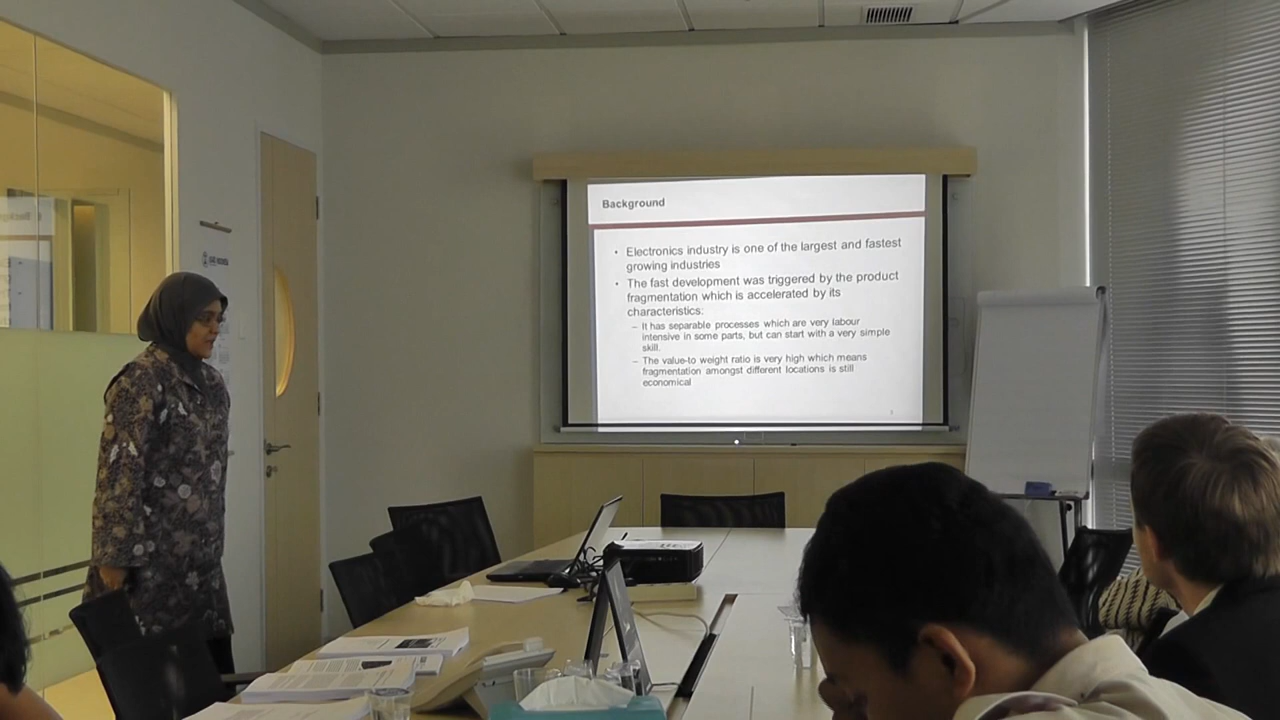 Background
• Electronics industry is one of the largest and fastest
growing industries
• The fast development was triggered by the product
fragmentation which is accelerated by its
characteristics:
– It has separable processes which are very labour
intensive in some parts, but can start with a very simple
skill.
– The value-to weight ratio is very high which means
fragmentation amongst different locations is still
economical